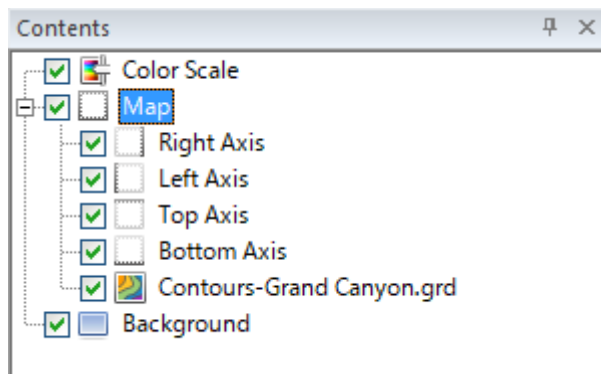 Contents
Color Scale
Map
Right Axis
Left Axis
Top Axis
Bottom Axis
Contours-Grand Canyon.grd
Background